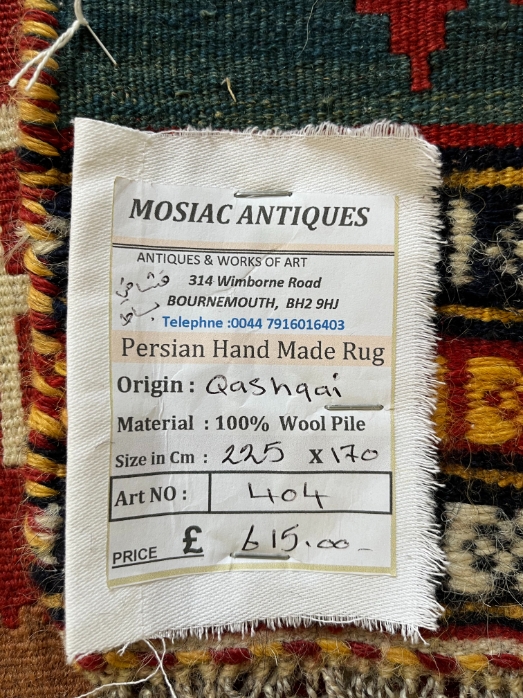 MOSIAC ANTIQUES
ANTIQUES & WORKS OF ART
314 Wimborne Road
BOURNEMOUTH, BH2 9HJ
Telephne :0044 7916016403
Persian Hand Made Rug
Origin : Qashqai
Material : 100% Wool Pile
Size in Cm : 225 X 170
Art NO : 404
PRICE £ 615.00-